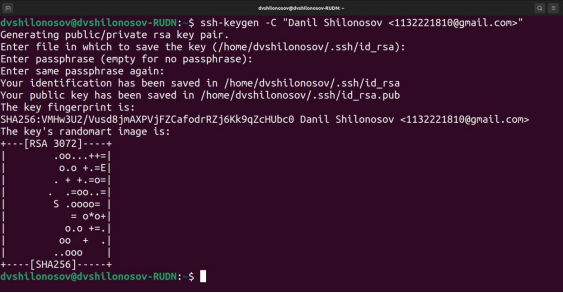 dvshilonosov@dvshilonosov-RUDN: ~
dvshilonosov@dvshilonosov-RUDN:~$ ssh-keygen -C "Danil Shilonosov <1132221810@gmail.com>"
Generating public/private rsa key pair.
Enter file in which to save the key (/home/dvshilonosov/.ssh/id_rsa):
Enter passphrase (empty for no passphrase):
Enter same passphrase again:
Your identification has been saved in /home/dvshilonosov/.ssh/id_rsa
Your public key has been saved in /home/dvshilonosov/.ssh/id_rsa.pub
The key fingerprint is:
SHA256:VMHw3U2/Vusd8jmAXPVjFZCafodrRZj6Kk9qZcHUbc0 Danil Shilonosov <1132221810@gmail.com>
The key's randomart image is:
+---[RSA 3072]----+
|        .oo...++=|
|         o.o +.=E|
|        . + +.=o=|
|       .  .=oo..=|
|        S .oooo= |
|           = o*o+|
|          o.o +=.|
|         oo  +  .|
|        ..ooo    |
+----[SHA256]-----+
dvshilonosov@dvshilonosov-RUDN:~$